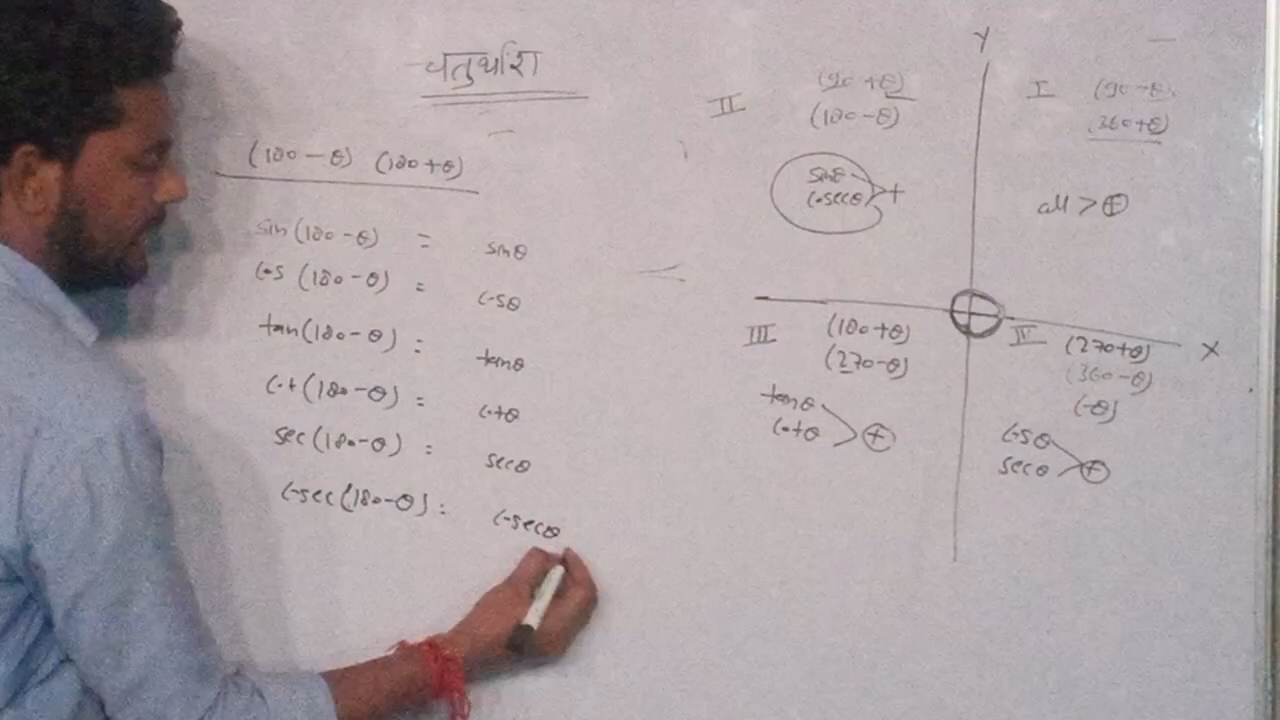 चतुर्थांश
(180-θ) (180+θ)
sin(180-θ) = sinθ
cos(180-θ) = cosθ
tan(180-θ) = tanθ
cot(180-θ) = cotθ
sec(180-θ) = secθ
cosec(180-θ) = cosecθ
Y
II (90+θ)
(180-θ)
sinθ
cosecθ > +
I (90-θ)
(360+θ)
all > ⊕
III (180+θ)
(270-θ)
tanθ
cotθ > ⊕
IV (270+θ)
(360-θ)
(-θ)
cosθ
secθ > ⊕
X